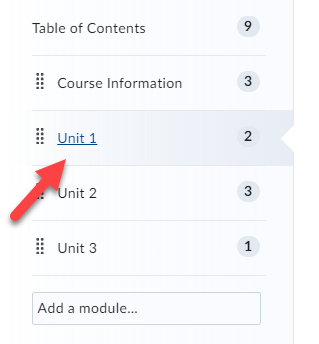 Table of Contents 9
Course Information 3
Unit 1 2
Unit 2 3
Unit 3 1
Add a module...